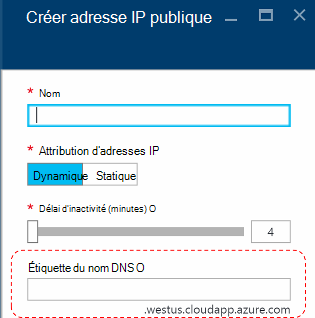 Créer adresse IP publique
* Nom
* Attribution d'adresses IP
Dynamique Statique
* Délai d'inactivité (minutes) O
4
Étiquette du nom DNS O
.westus.cloudapp.azure.com